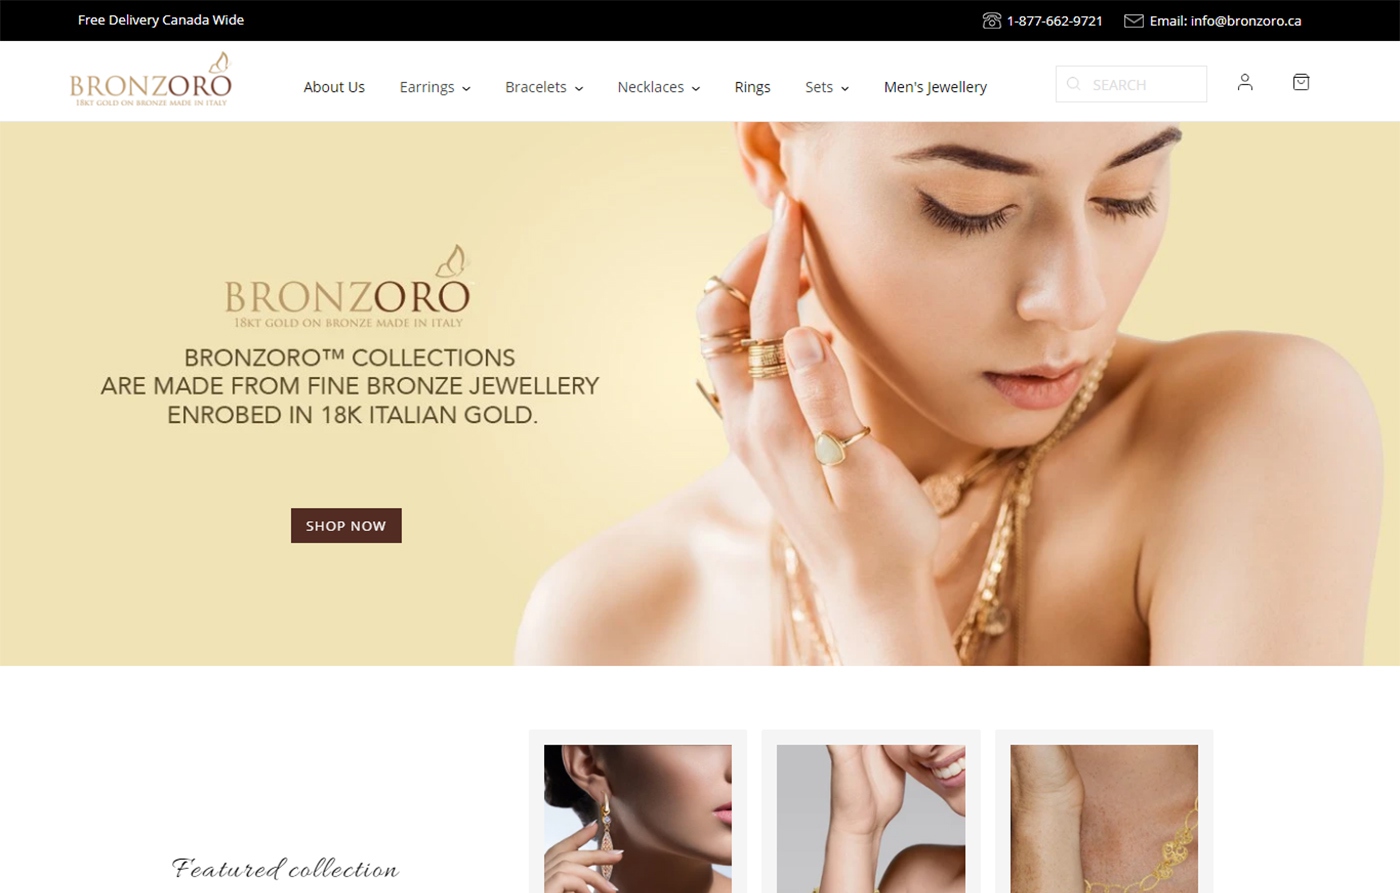 Free Delivery Canada Wide
1-877-662-9721
Email: info@bronzoro.ca
BRONZORO
18KT GOLD ON BRONZE MADE IN ITALY
About Us
Earrings
Bracelets
Necklaces
Rings
Sets
Men's Jewellery
SEARCH
BRONZORO
18KT GOLD ON BRONZE MADE IN ITALY
BRONZORO™ COLLECTIONS
ARE MADE FROM FINE BRONZE JEWELLERY
ENROBED IN 18K ITALIAN GOLD.
SHOP NOW
Featured collection